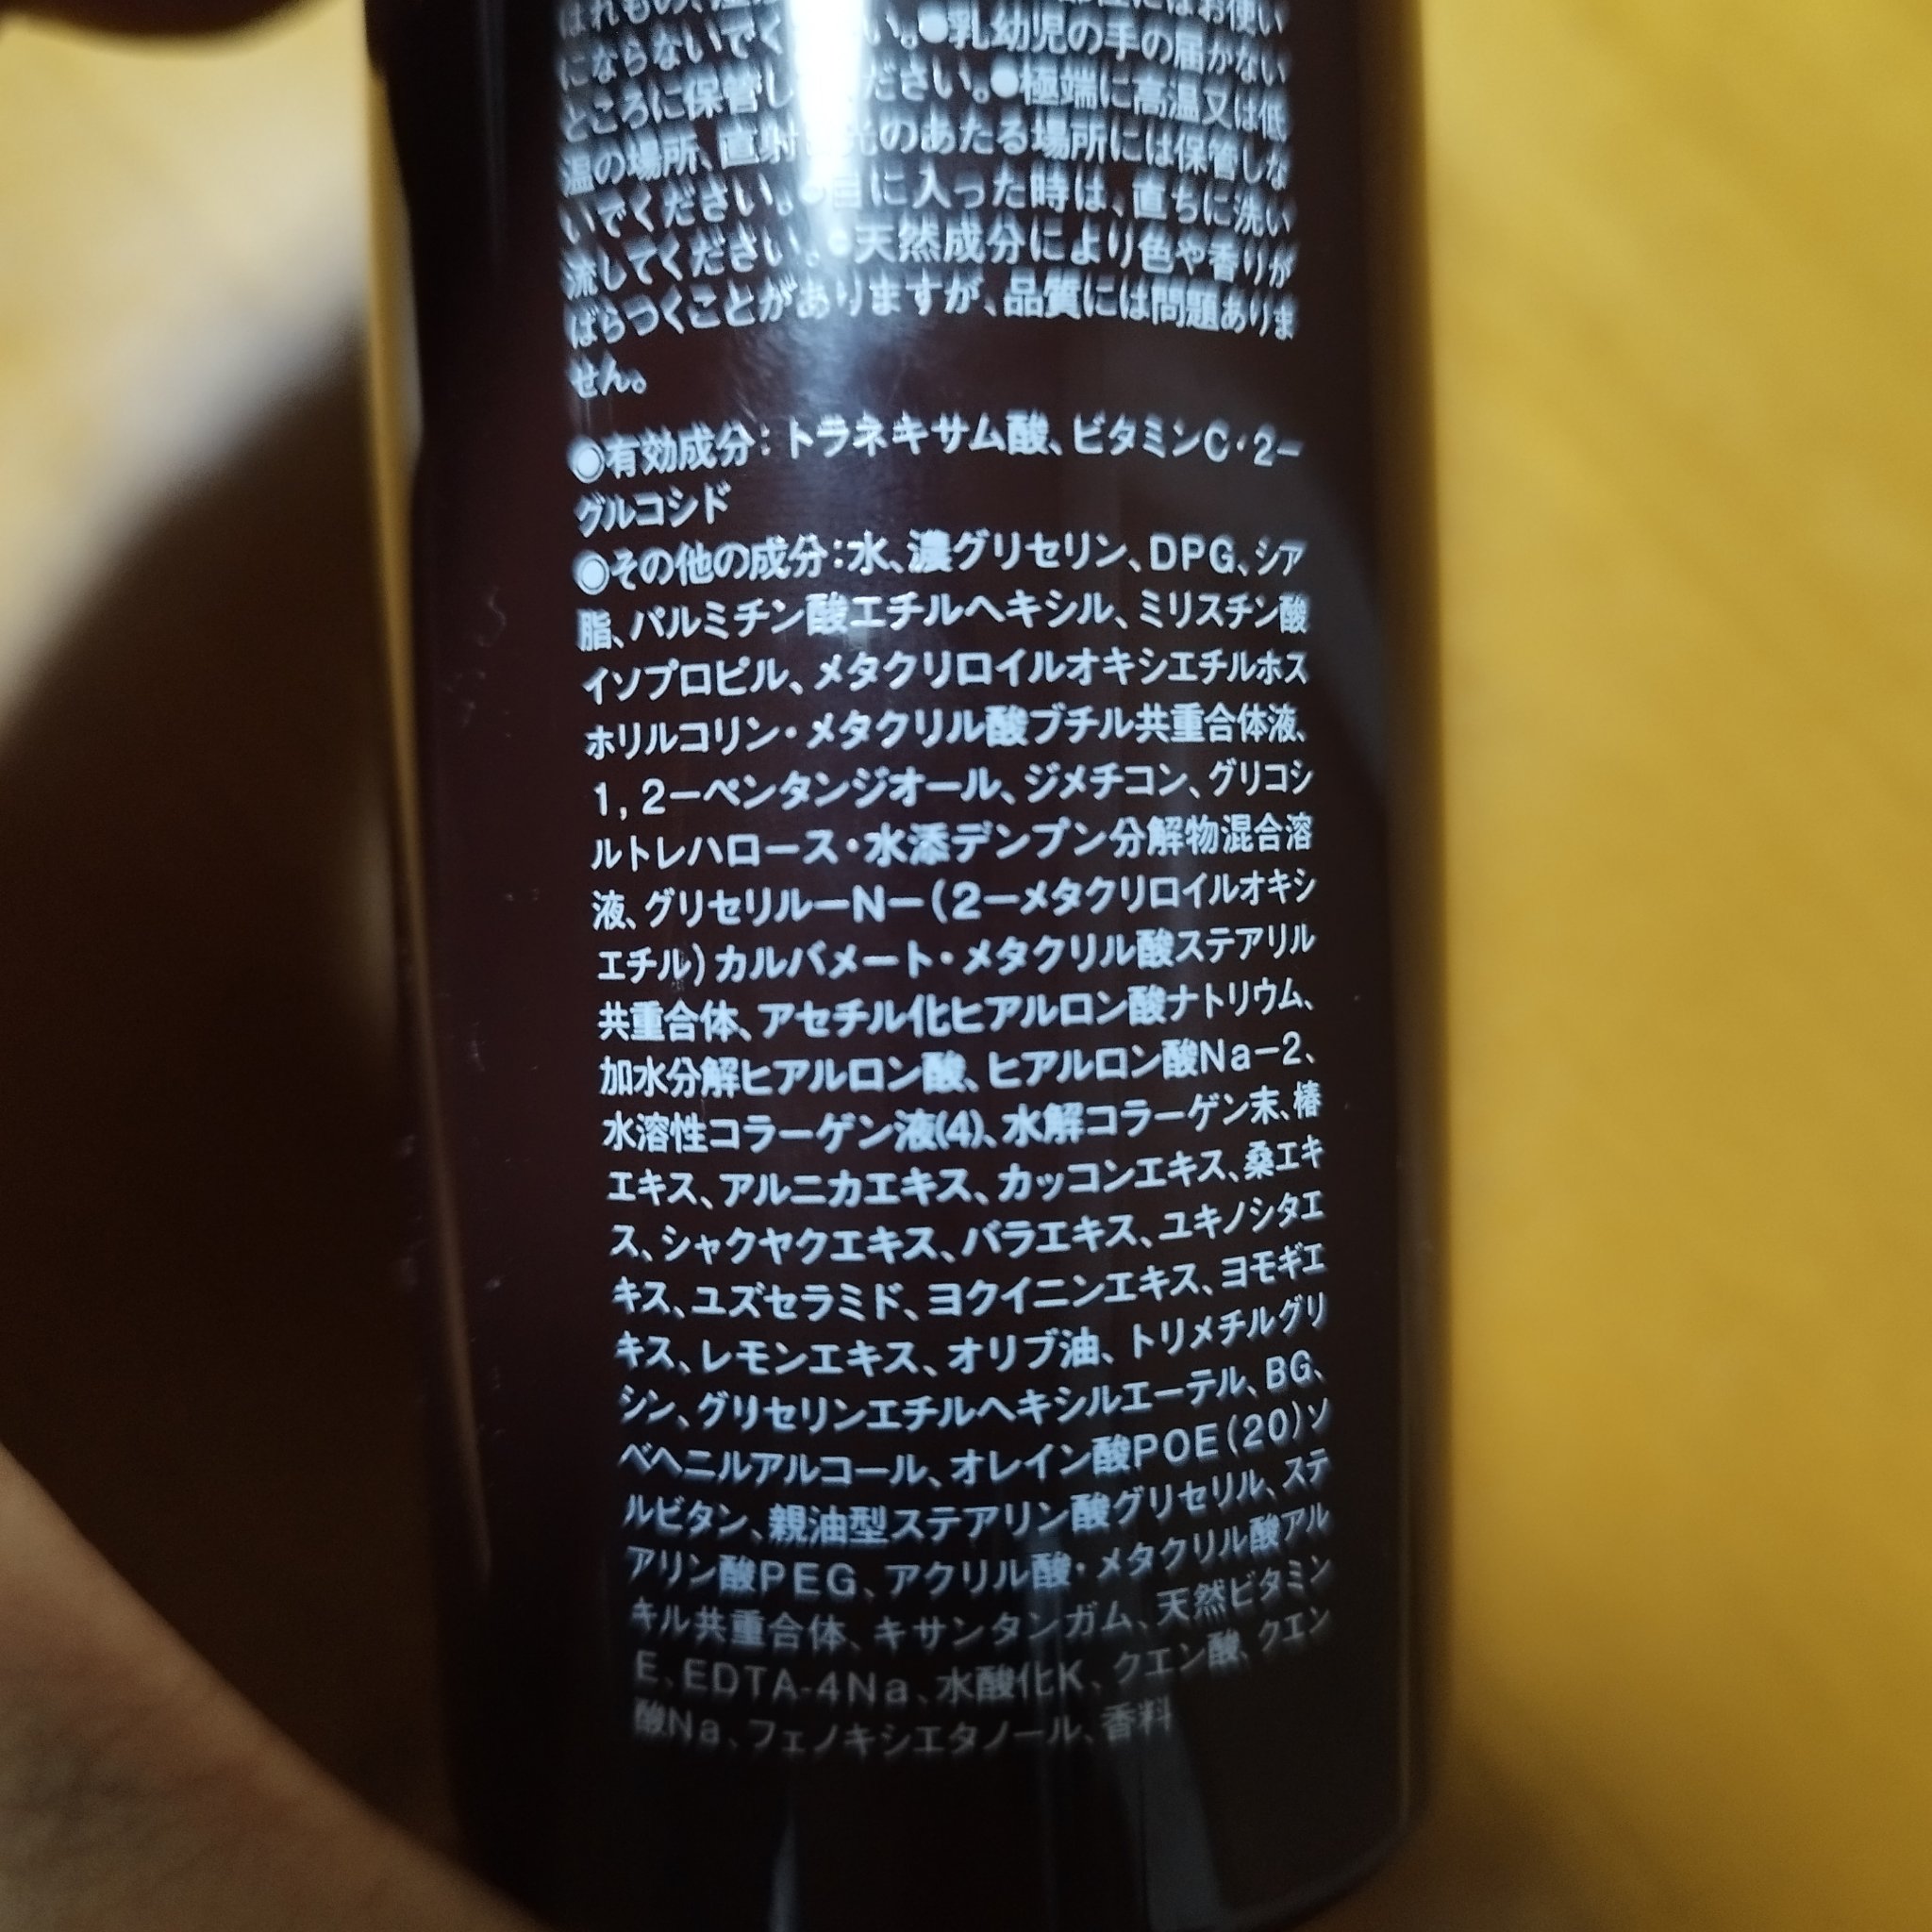 にはお使い
にならないでく い。●乳幼児の手の届かない
ところに保管し ださい。●極端に高温又は低
温の場所、直射 光のあたる場所には保管しな
いでください。●目に入った時は、直ちに洗い
流してください。●天然成分により色や香りが
ばらつくことがありますが、品質には問題ありま
せん。
◉有効成分：トラネキサム酸、ビタミンC・2−
グルコシド
◉その他の成分：水、濃グリセリン、DPG、シア
脂、パルミチン酸エチルヘキシル、ミリスチン酸
イソプロピル、メタクリロイルオキシエチルホス
ホリルコリン・メタクリル酸ブチル共重合体液、
1，2−ペンタンジオール、ジメチコン、グリコシ
ルトレハロース・水添デンプン分解物混合溶
液、グリセリル−N−（2−メタクリロイルオキシ
エチル）カルバメート・メタクリル酸ステアリル
共重合体、アセチル化ヒアルロン酸ナトリウム、
加水分解ヒアルロン酸、ヒアルロン酸Na−2、
水溶性コラーゲン液(4)、水解コラーゲン末、椿
エキス、アルニカエキス、カッコンエキス、桑エキ
ス、シャクヤクエキス、バラエキス、ユキノシタエ
キス、ユズセラミド、ヨクイニンエキス、ヨモギエ
キス、レモンエキス、オリブ油、トリメチルグリ
シン、グリセリンエチルヘキシルエーテル、BG、
ベヘニルアルコール、オレイン酸POE（20）ソ
ルビタン、親油型ステアリン酸グリセリル、ステ
アリン酸PEG、アクリル酸・メタクリル酸アル
キル共重合体、キサンタンガム、天然ビタミン
E、EDTA-4Na、水酸化K、クエン酸、クエン
酸Na、フェノキシエタノール、香料